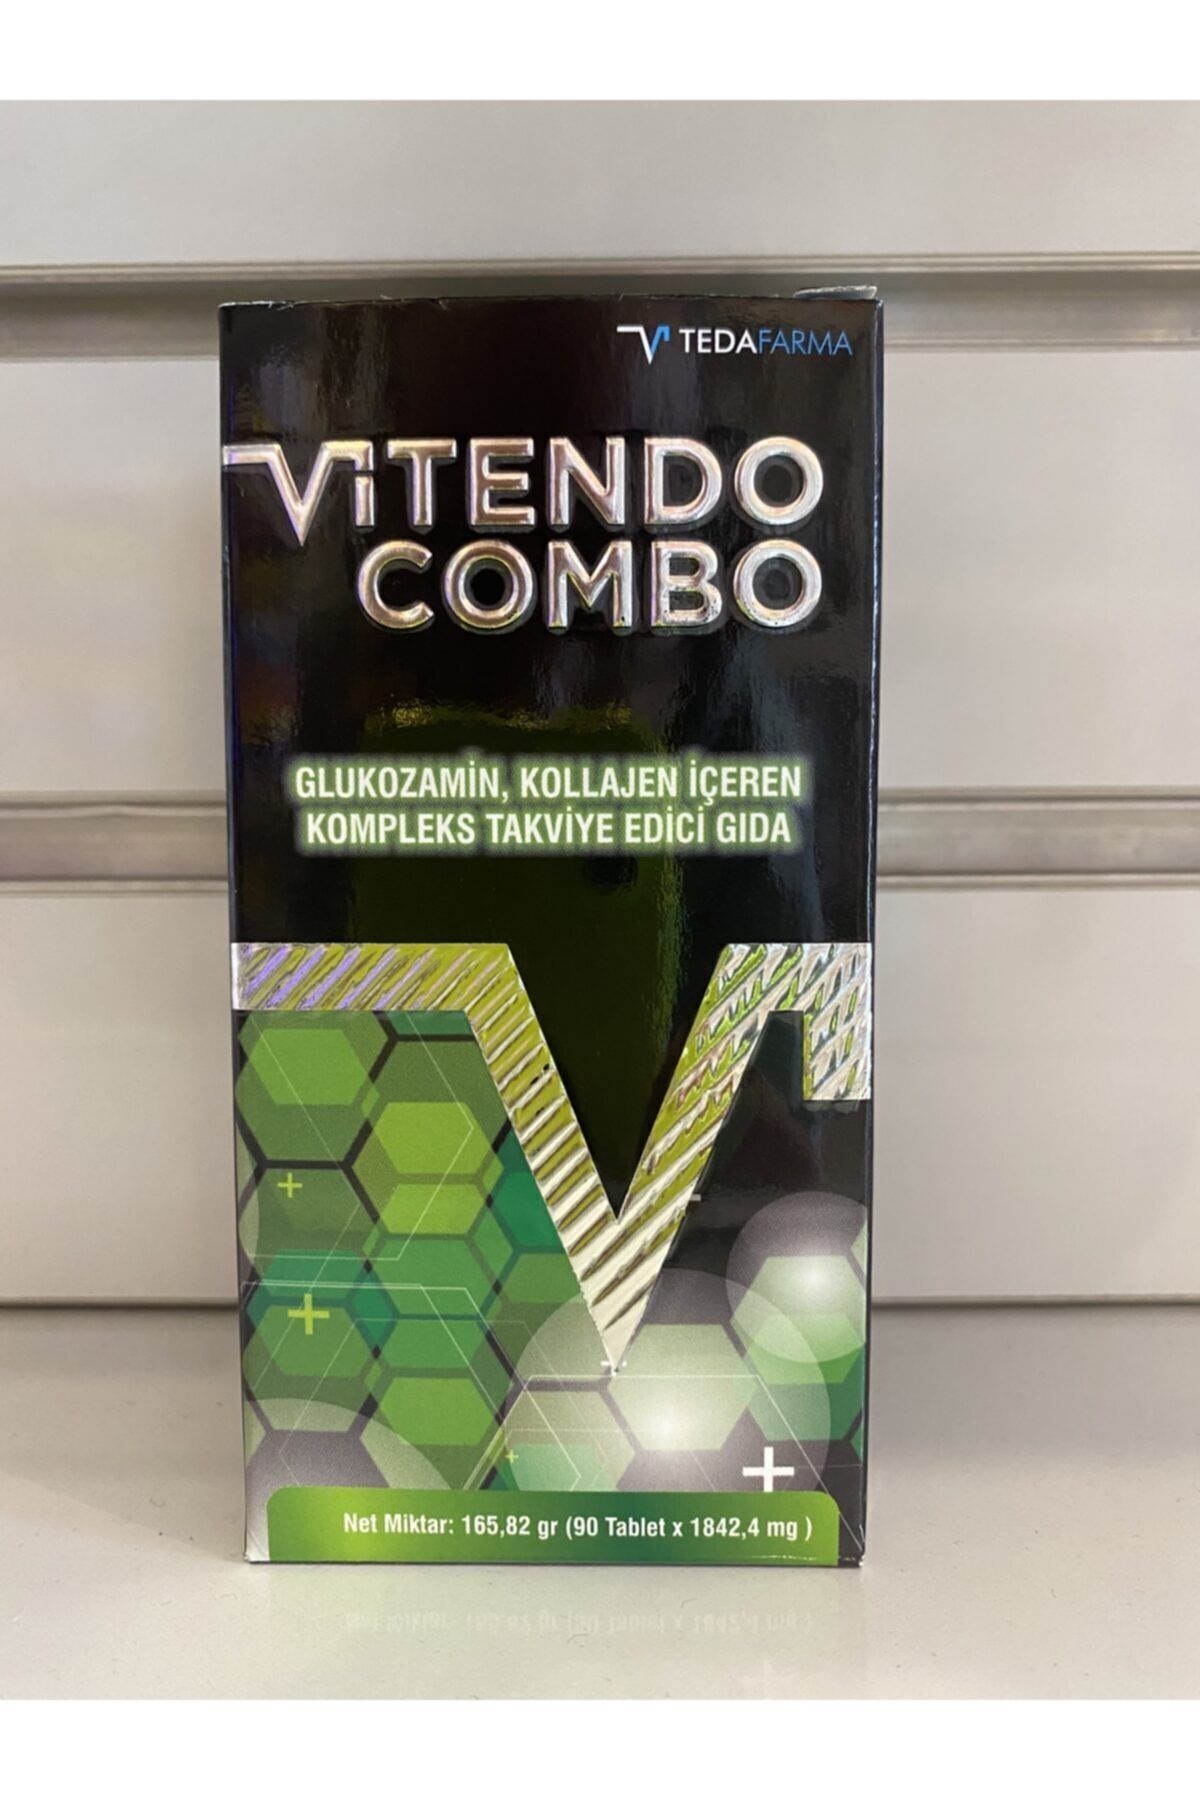 TEDAFARMA
ViTENDO
COMBO
GLUKOZAMİN, KOLLAJEN İÇEREN
KOMPLEKS TAKVİYE EDİCİ GIDA
Net Miktar: 165,82 gr (90 Tablet x 1842,4 mg )